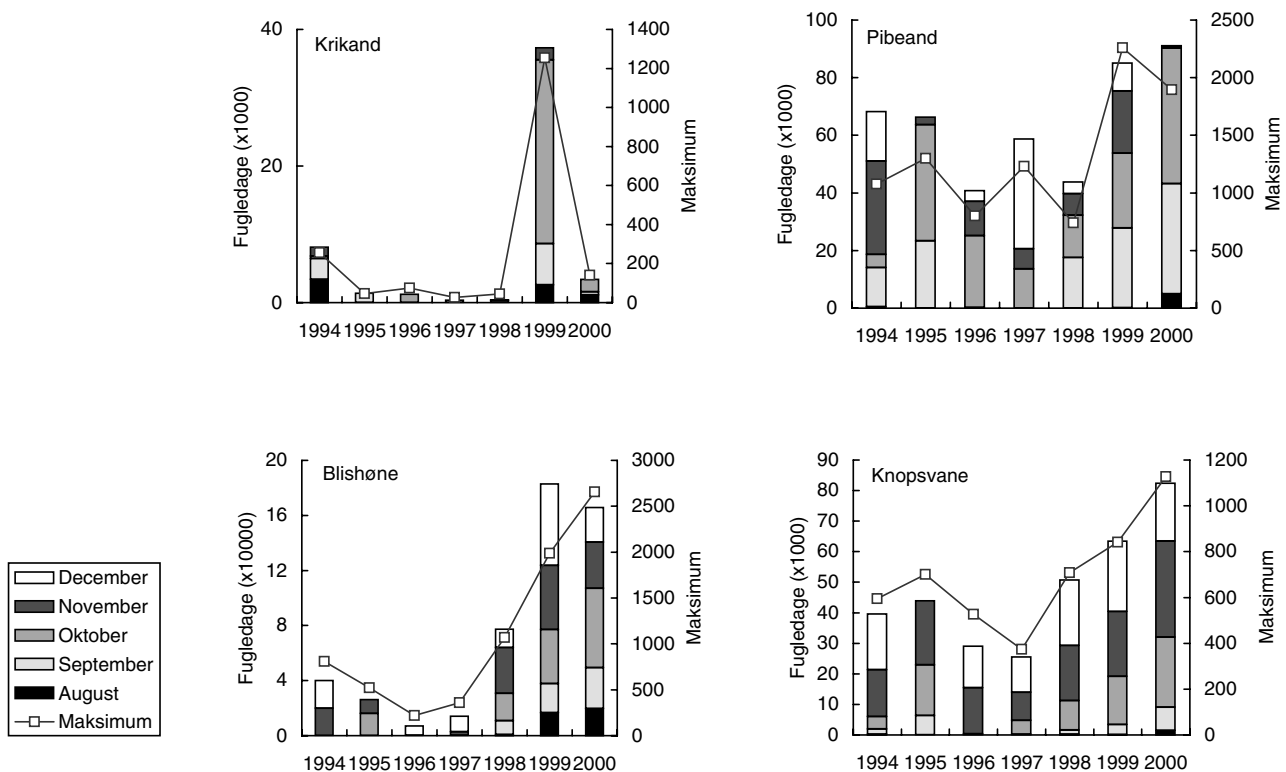 Krikand
Fugledage (x1000)
40
20
0
1400
1200
1000
800
600
400
200
0
Maksimum
1994 1995 1996 1997 1998 1999 2000
Pibeand
Fugledage (x1000)
100
80
60
40
20
0
2500
2000
1500
1000
500
0
Maksimum
1994 1995 1996 1997 1998 1999 2000
Blishøne
Fugledage (x10000)
20
16
12
8
4
0
3000
2500
2000
1500
1000
500
0
Maksimum
1994 1995 1996 1997 1998 1999 2000
Knopsvane
Fugledage (x1000)
90
80
70
60
50
40
30
20
10
0
1200
1000
800
600
400
200
0
Maksimum
1994 1995 1996 1997 1998 1999 2000
December
November
Oktober
September
August
Maksimum